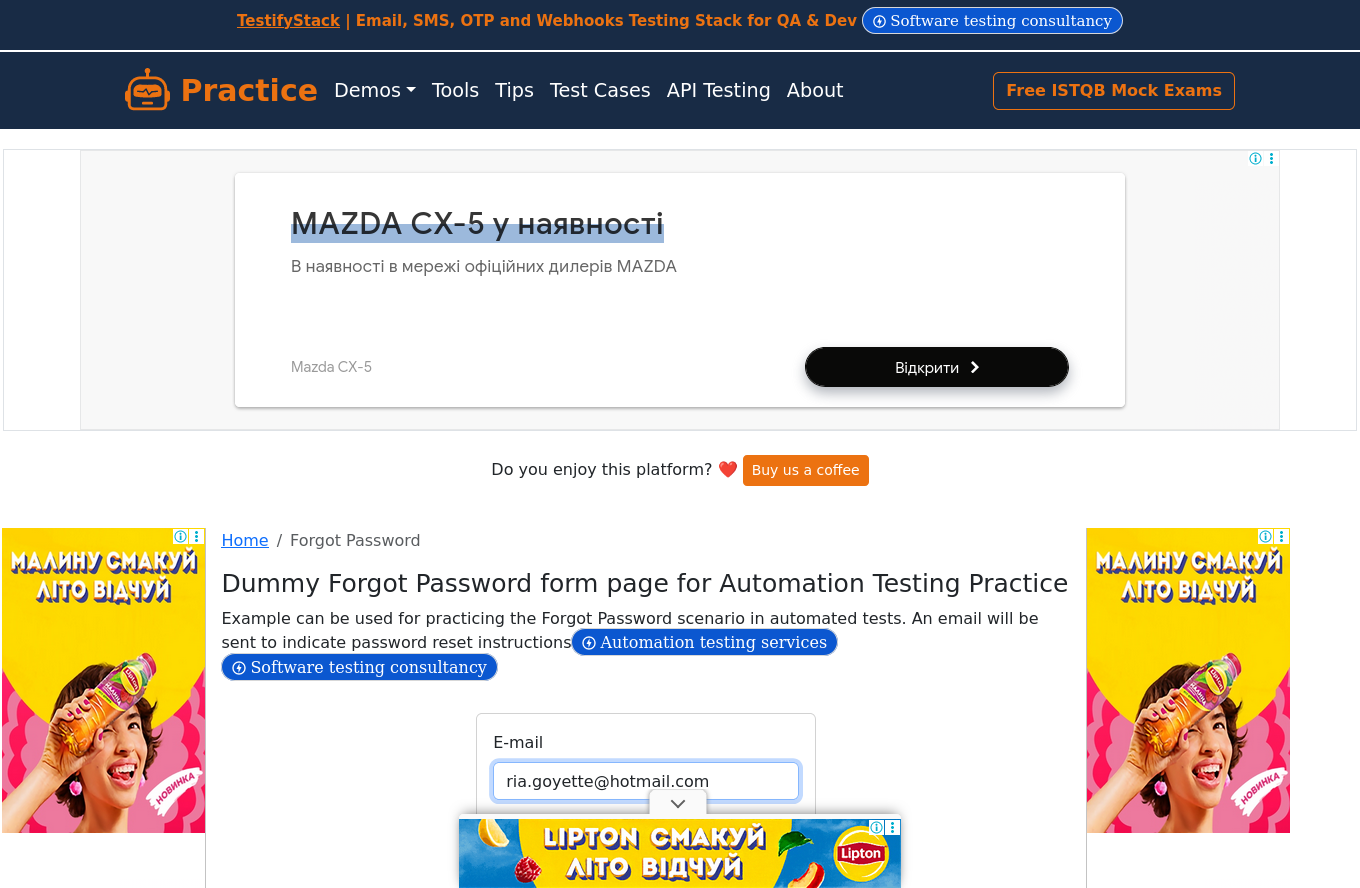 TestifyStack | Email, SMS, OTP and Webhooks Testing Stack for QA & Dev Software testing consultancy
Practice Demos Tools Tips Test Cases API Testing About Free ISTQB Mock Exams
MAZDA CX-5 у наявності
В наявності в мережі офіційних дилерів MAZDA
Mazda CX-5 Відкрити
Do you enjoy this platform? ❤️ Buy us a coffee
МАЛИНУ СМАКУЙ
ЛІТО ВІДЧУЙ
Lipton
НОВИНКА
Home / Forgot Password
Dummy Forgot Password form page for Automation Testing Practice
Example can be used for practicing the Forgot Password scenario in automated tests. An email will be
sent to indicate password reset instructions Automation testing services
Software testing consultancy
E-mail
ria.goyette@hotmail.com
МАЛИНУ СМАКУЙ
ЛІТО ВІДЧУЙ
Lipton
НОВИНКА
LIPTON СМАКУЙ
ЛІТО ВІДЧУЙ
Lipton